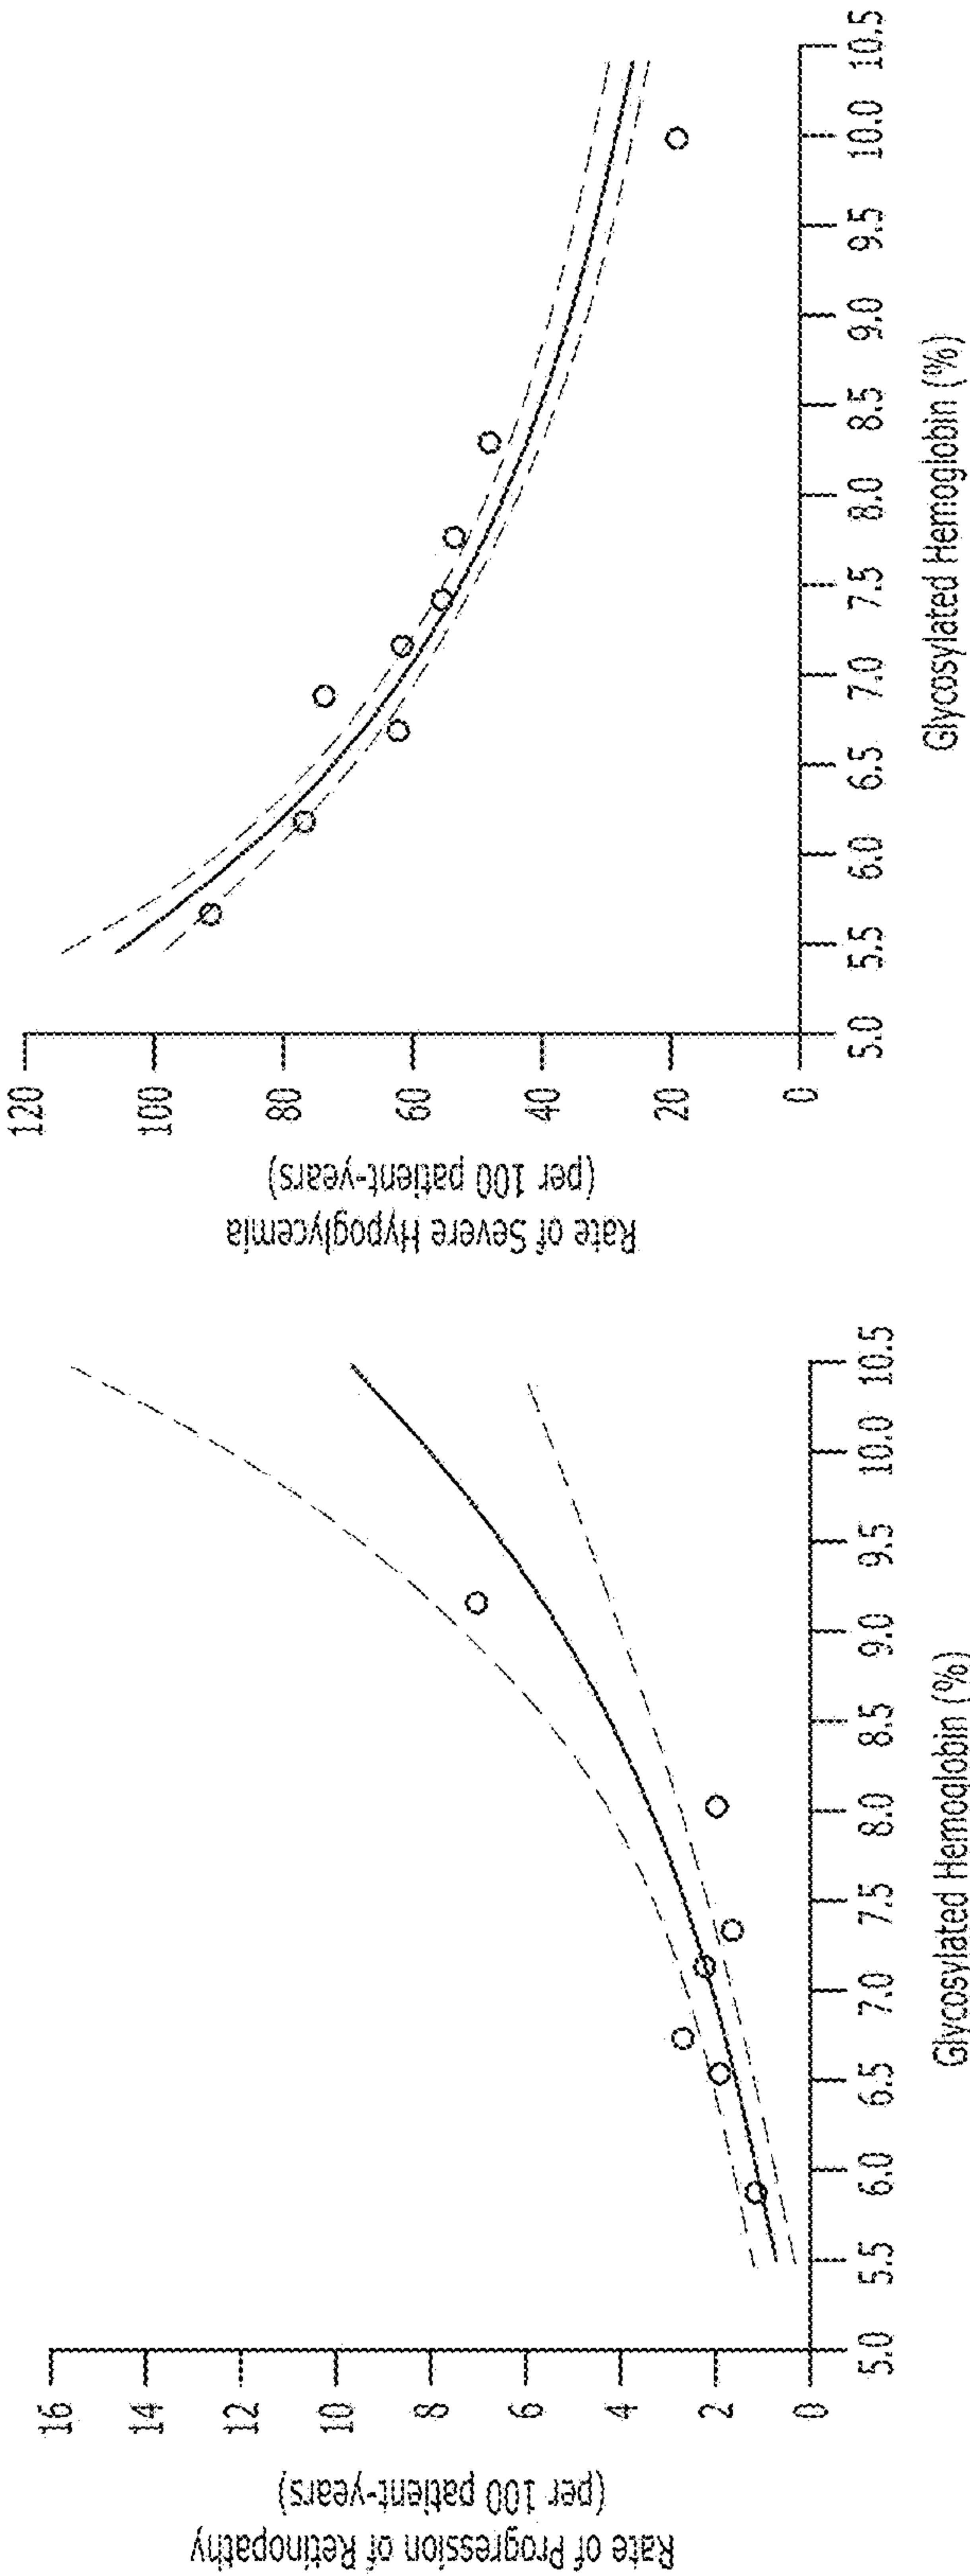 Rate of Progression of Retinopathy
(per 100 patient-years)
16
14
12
10
8
6
4
2
0
5.0 5.5 6.0 6.5 7.0 7.5 8.0 8.5 9.0 9.5 10.0 10.5
Glycosylated Hemoglobin (%)
Rate of Severe Hypoglycemia
(per 100 patient-years)
120
100
80
60
40
20
0
5.0 5.5 6.0 6.5 7.0 7.5 8.0 8.5 9.0 9.5 10.0 10.5
Glycosylated Hemoglobin (%)